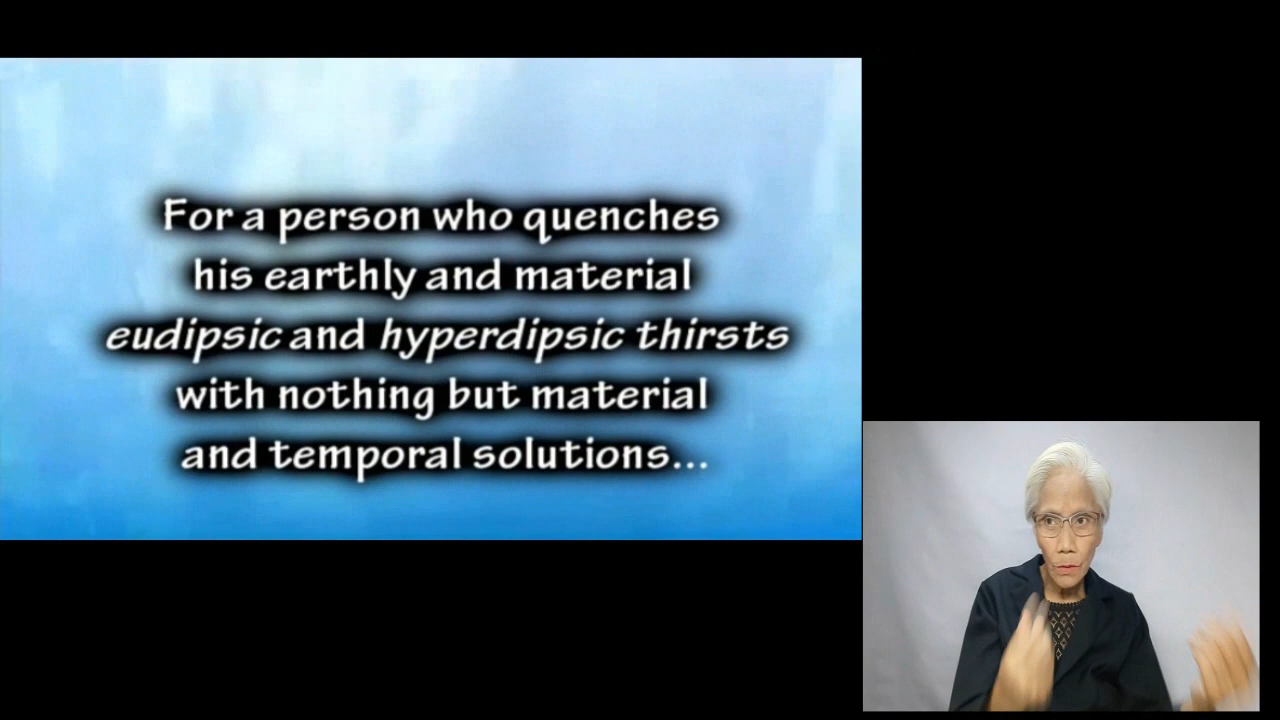 For a person who quenches
his earthly and material
eudipsic and hyperdipsic thirsts
with nothing but material
and temporal solutions...